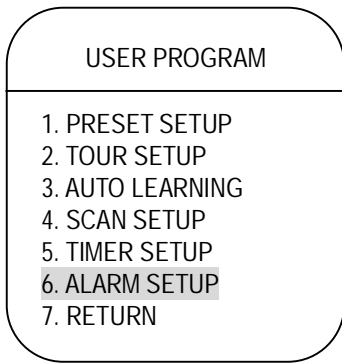 USER PROGRAM
1. PRESET SETUP
2. TOUR SETUP
3. AUTO LEARNING
4. SCAN SETUP
5. TIMER SETUP
6. ALARM SETUP
7. RETURN